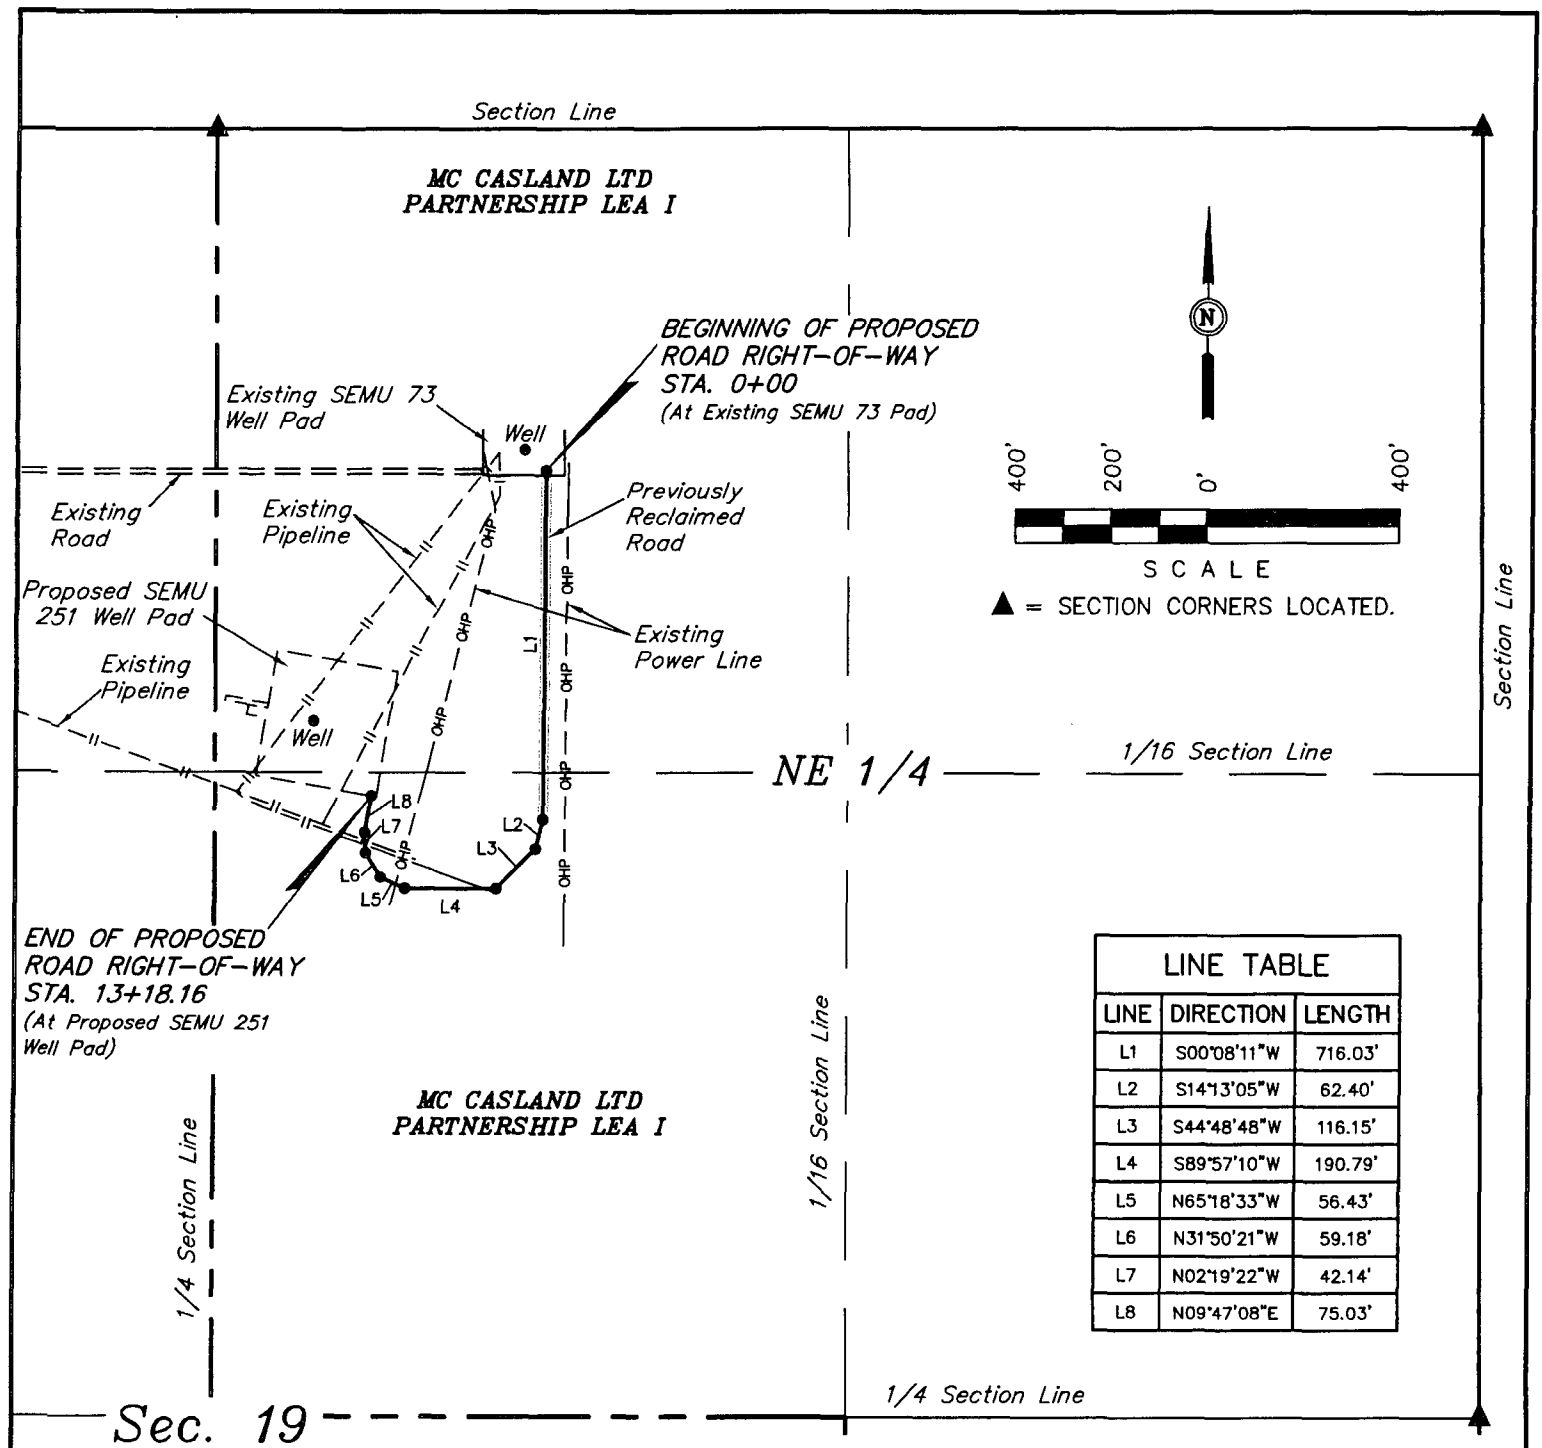 Section Line
MC CASLAND LTD
PARTNERSHIP LEA I
N
BEGINNING OF PROPOSED
ROAD RIGHT-OF-WAY
STA. 0+00
(At Existing SEMU 73 Pad)
Existing SEMU 73
Well Pad
Well
400'
200'
0'
400'
SCALE
▲ = SECTION CORNERS LOCATED.
Existing
Road
Existing
Pipeline
Previously
Reclaimed
Road
OHP
OHP
OHP
OHP
OHP
OHP
OHP
OHP
L1
Proposed SEMU
251 Well Pad
Existing
Power Line
Existing
Pipeline
Well
Section Line
1/16 Section Line
NE 1/4
L8
L7
L2
L3
L6
L5
L4
END OF PROPOSED
ROAD RIGHT-OF-WAY
STA. 13+18.16
(At Proposed SEMU 251
Well Pad)
LINE TABLE
LINE DIRECTION LENGTH
L1 S00°08'11"W 716.03'
L2 S14°13'05"W 62.40'
L3 S44°48'48"W 116.15'
L4 S89°57'10"W 190.79'
L5 N65°18'33"W 56.43'
L6 N31°50'21"W 59.18'
L7 N02°19'22"W 42.14'
L8 N09°47'08"E 75.03'
1/16 Section Line
MC CASLAND LTD
PARTNERSHIP LEA I
1/4 Section Line
1/4 Section Line
Sec. 19